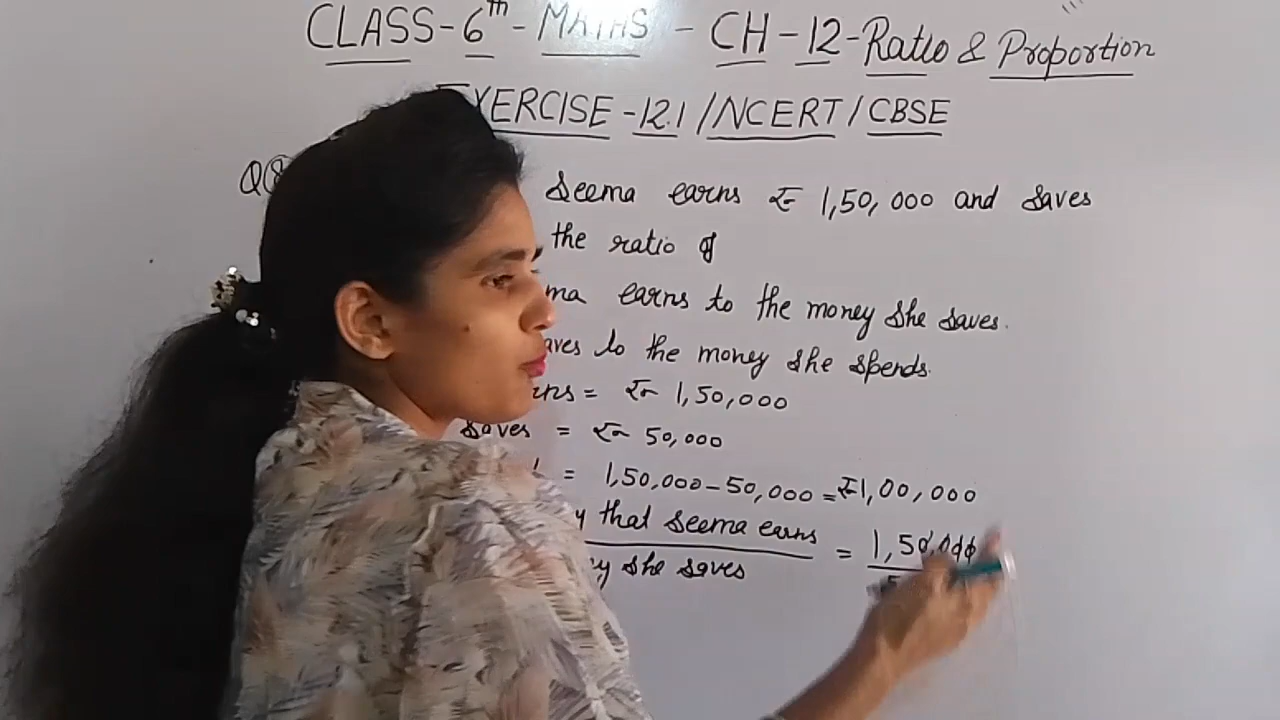 CLASS-6th-MATHS - CH-12-Ratio & Proportion
EXERCISE-12.1/NCERT/CBSE
Seema earns ₹ 1,50,000 and saves
the ratio of
ma earns to the money she saves.
aves to the money she spends.
rns = ₹ 1,50,000
saves = ₹ 50,000
= 1,50,000-50,000=₹1,00,000
y that Seema earns = 1,50,000
y she saves